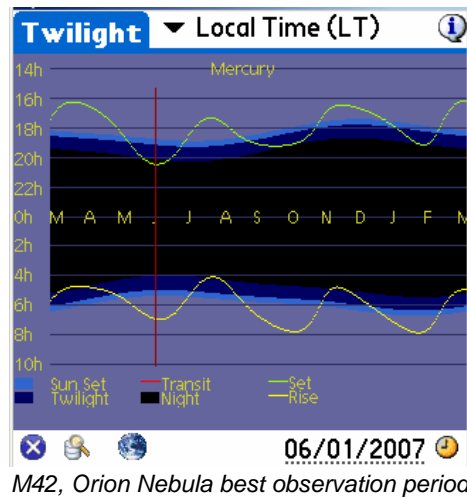 Twilight Local Time (LT)
14h Mercury
16h
18h
20h
22h
0h M A M J J A S O N D J F M
2h
4h
6h
8h
10h
Sun Set Transit Set
Twilight Night Rise
06/01/2007
M42, Orion Nebula best observation period